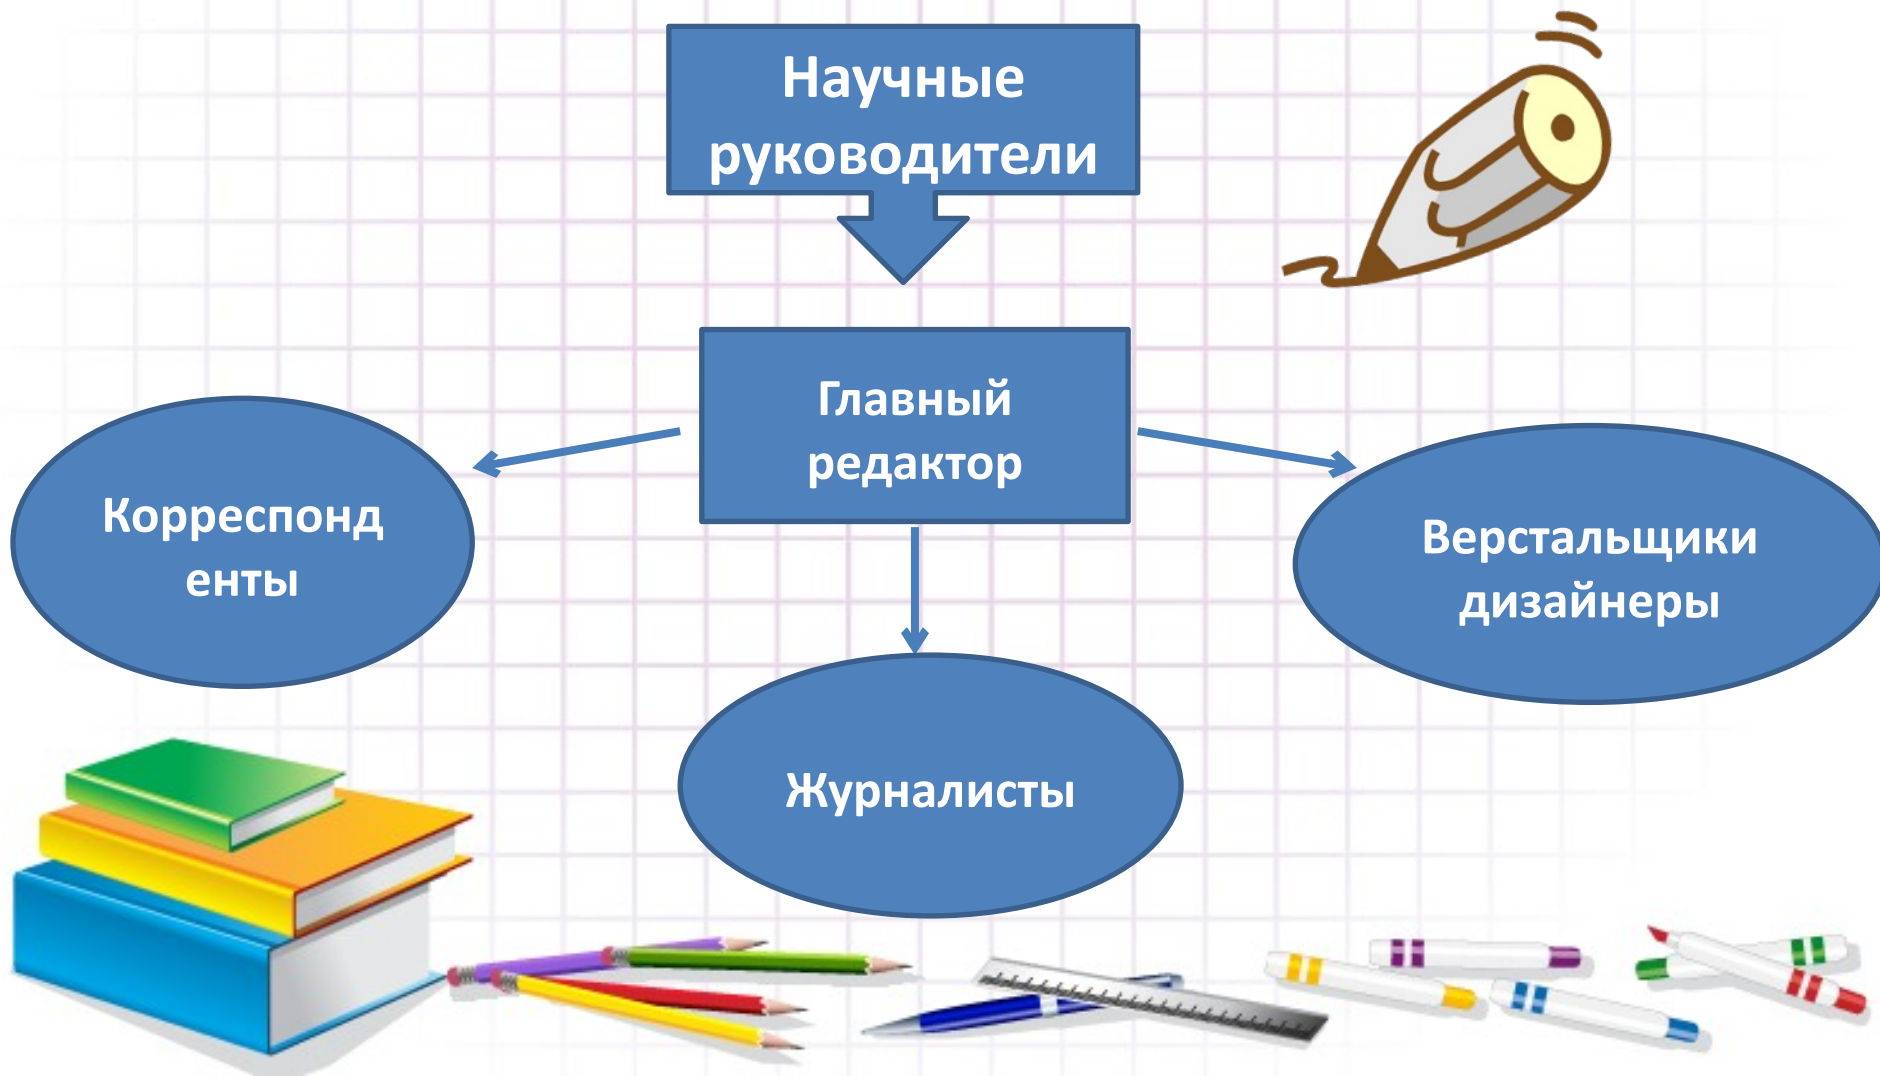 Научные
руководители
Главный
редактор
Корреспонд
енты
Верстальщики
дизайнеры
Журналисты